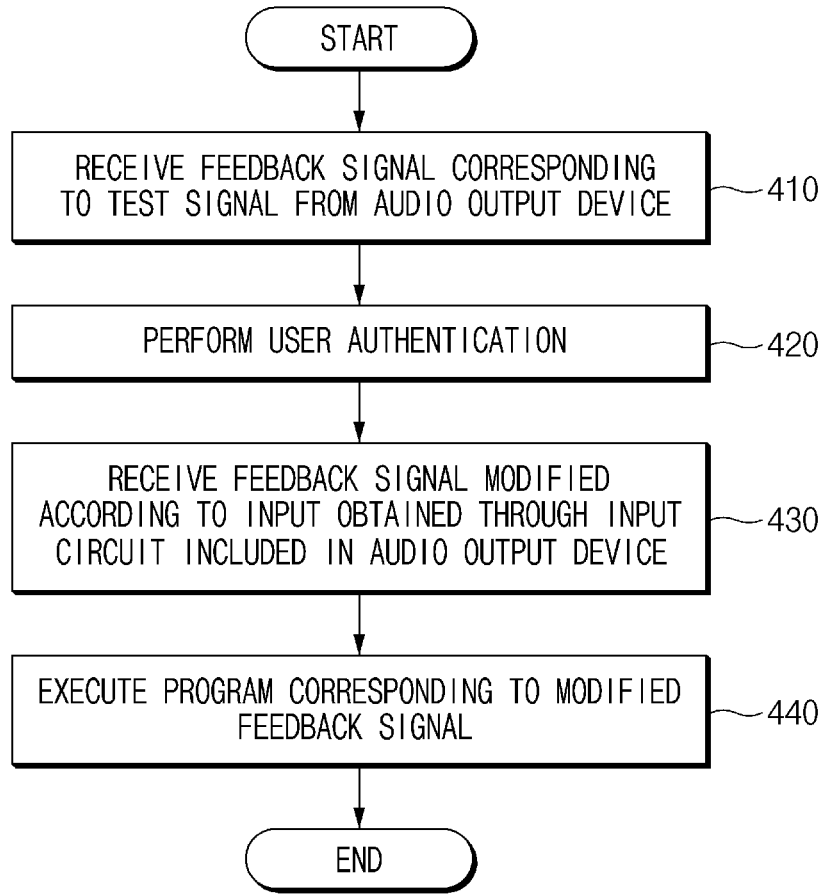 START
RECEIVE FEEDBACK SIGNAL CORRESPONDING
TO TEST SIGNAL FROM AUDIO OUTPUT DEVICE
410
PERFORM USER AUTHENTICATION
420
RECEIVE FEEDBACK SIGNAL MODIFIED
ACCORDING TO INPUT OBTAINED THROUGH INPUT
CIRCUIT INCLUDED IN AUDIO OUTPUT DEVICE
430
EXECUTE PROGRAM CORRESPONDING TO MODIFIED
FEEDBACK SIGNAL
440
END